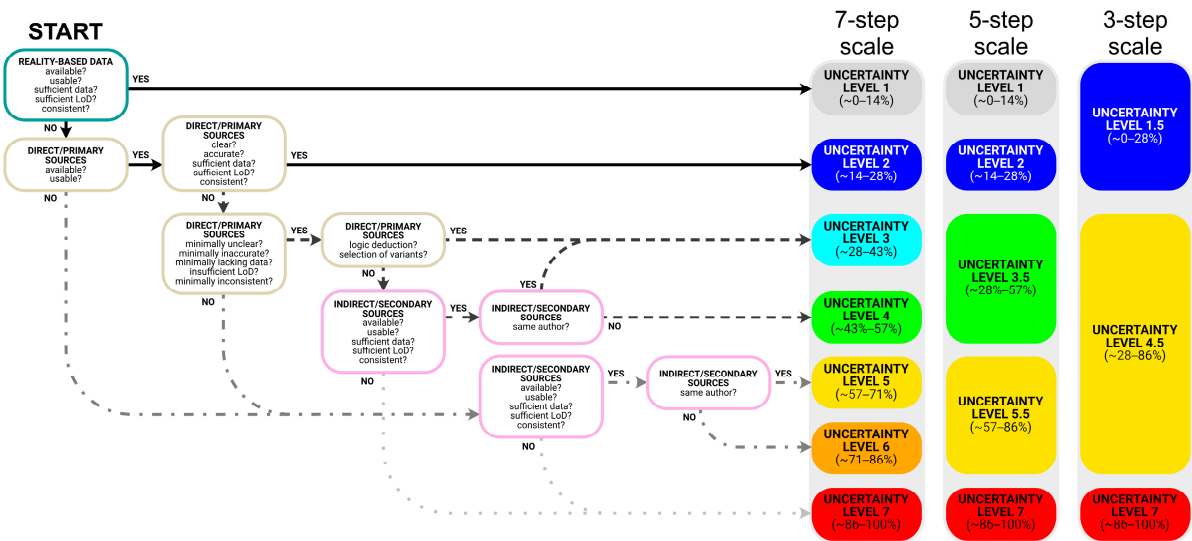 START
7-step
scale
5-step
scale
3-step
scale
REALITY-BASED DATA
available?
usable?
sufficient data?
sufficient LoD?
consistent?
YES
NO
DIRECT/PRIMARY
SOURCES
available?
usable?
YES
NO
DIRECT/PRIMARY
SOURCES
clear?
accurate?
sufficient data?
sufficient LoD?
consistent?
YES
NO
DIRECT/PRIMARY
SOURCES
minimally unclear?
minimally inaccurate?
minimally lacking data?
insufficient LoD?
minimally inconsistent?
YES
NO
DIRECT/PRIMARY
SOURCES
logic deduction?
selection of variants?
YES
NO
INDIRECT/SECONDARY
SOURCES
available?
usable?
sufficient data?
sufficient LoD?
consistent?
YES
NO
INDIRECT/SECONDARY
SOURCES
same author?
YES
NO
INDIRECT/SECONDARY
SOURCES
available?
usable?
sufficient data?
sufficient LoD?
consistent?
YES
NO
INDIRECT/SECONDARY
SOURCES
same author?
YES
NO
UNCERTAINTY
LEVEL 1
(~0–14%)
UNCERTAINTY
LEVEL 2
(~14–28%)
UNCERTAINTY
LEVEL 3
(~28–43%)
UNCERTAINTY
LEVEL 4
(~43%–57%)
UNCERTAINTY
LEVEL 5
(~57–71%)
UNCERTAINTY
LEVEL 6
(~71–86%)
UNCERTAINTY
LEVEL 7
(~86–100%)
UNCERTAINTY
LEVEL 1
(~0–14%)
UNCERTAINTY
LEVEL 2
(~14–28%)
UNCERTAINTY
LEVEL 3.5
(~28%–57%)
UNCERTAINTY
LEVEL 5.5
(~57–86%)
UNCERTAINTY
LEVEL 7
(~86–100%)
UNCERTAINTY
LEVEL 1.5
(~0–28%)
UNCERTAINTY
LEVEL 4.5
(~28–86%)
UNCERTAINTY
LEVEL 7
(~86–100%)